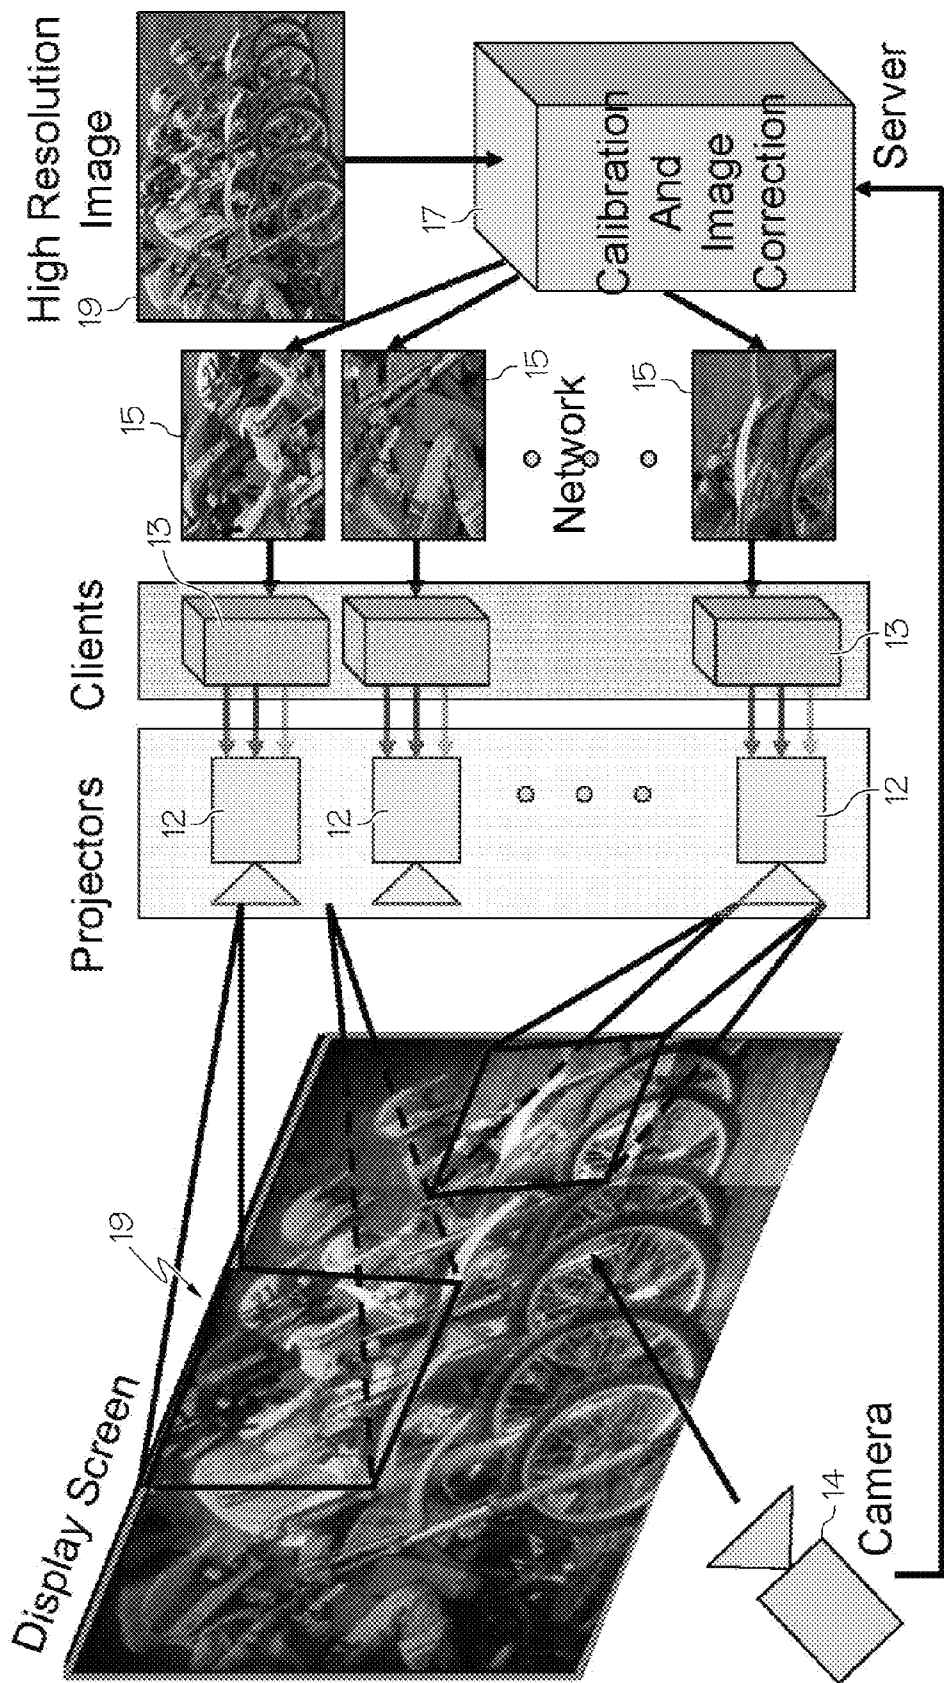 High Resolution
Image
19
17
Calibration
And
Image
Correction
Server
15
15
Network
15
Clients
13
13
Projectors
12
12
12
Display Screen
19
14
Camera